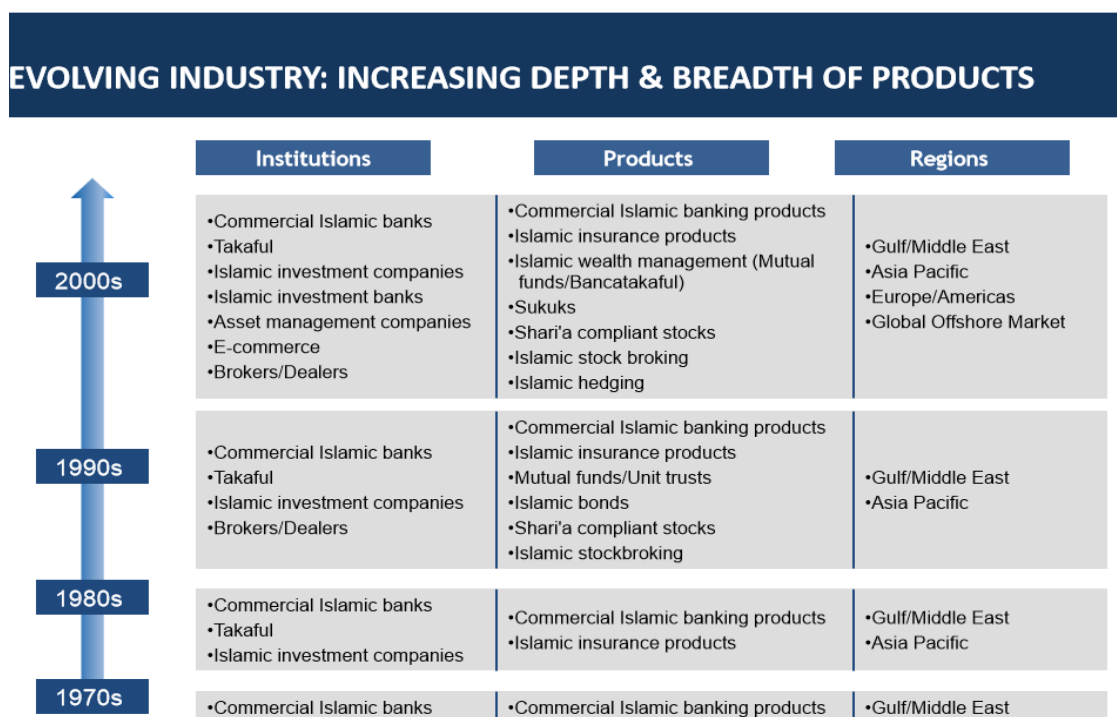 EVOLVING INDUSTRY: INCREASING DEPTH & BREADTH OF PRODUCTS
Institutions
Products
Regions
2000s
•Commercial Islamic banks
•Takaful
•Islamic investment companies
•Islamic investment banks
•Asset management companies
•E-commerce
•Brokers/Dealers
•Commercial Islamic banking products
•Islamic insurance products
•Islamic wealth management (Mutual
funds/Bancatakaful)
•Sukuks
•Shari'a compliant stocks
•Islamic stock broking
•Islamic hedging
•Gulf/Middle East
•Asia Pacific
•Europe/Americas
•Global Offshore Market
1990s
•Commercial Islamic banks
•Takaful
•Islamic investment companies
•Brokers/Dealers
•Commercial Islamic banking products
•Islamic insurance products
•Mutual funds/Unit trusts
•Islamic bonds
•Shari'a compliant stocks
•Islamic stockbroking
•Gulf/Middle East
•Asia Pacific
1980s
•Commercial Islamic banks
•Takaful
•Islamic investment companies
•Commercial Islamic banking products
•Islamic insurance products
•Gulf/Middle East
•Asia Pacific
1970s
•Commercial Islamic banks
•Commercial Islamic banking products
•Gulf/Middle East